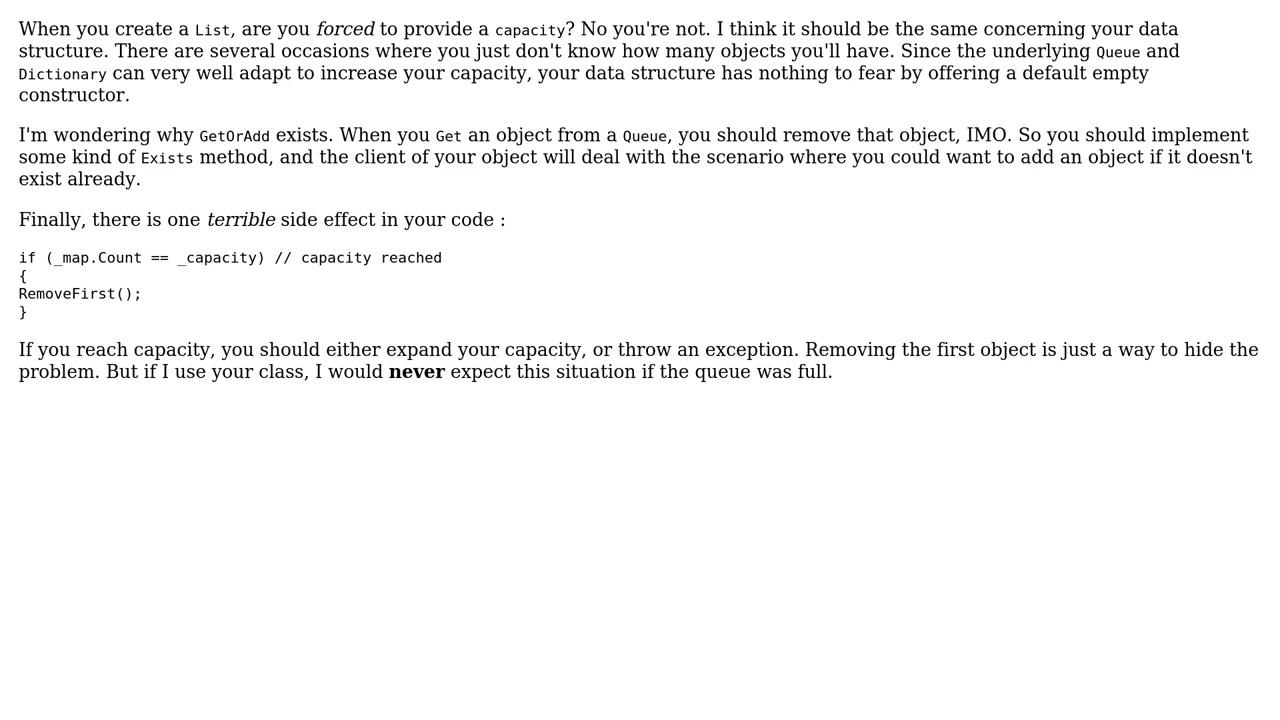 When you create a List, are you forced to provide a capacity? No you're not. I think it should be the same concerning your data
structure. There are several occasions where you just don't know how many objects you'll have. Since the underlying Queue and
Dictionary can very well adapt to increase your capacity, your data structure has nothing to fear by offering a default empty
constructor.
I'm wondering why GetOrAdd exists. When you Get an object from a Queue, you should remove that object, IMO. So you should implement
some kind of Exists method, and the client of your object will deal with the scenario where you could want to add an object if it doesn't
exist already.
Finally, there is one terrible side effect in your code :
if (_map.Count == _capacity) // capacity reached
{
RemoveFirst();
}
If you reach capacity, you should either expand your capacity, or throw an exception. Removing the first object is just a way to hide the
problem. But if I use your class, I would never expect this situation if the queue was full.